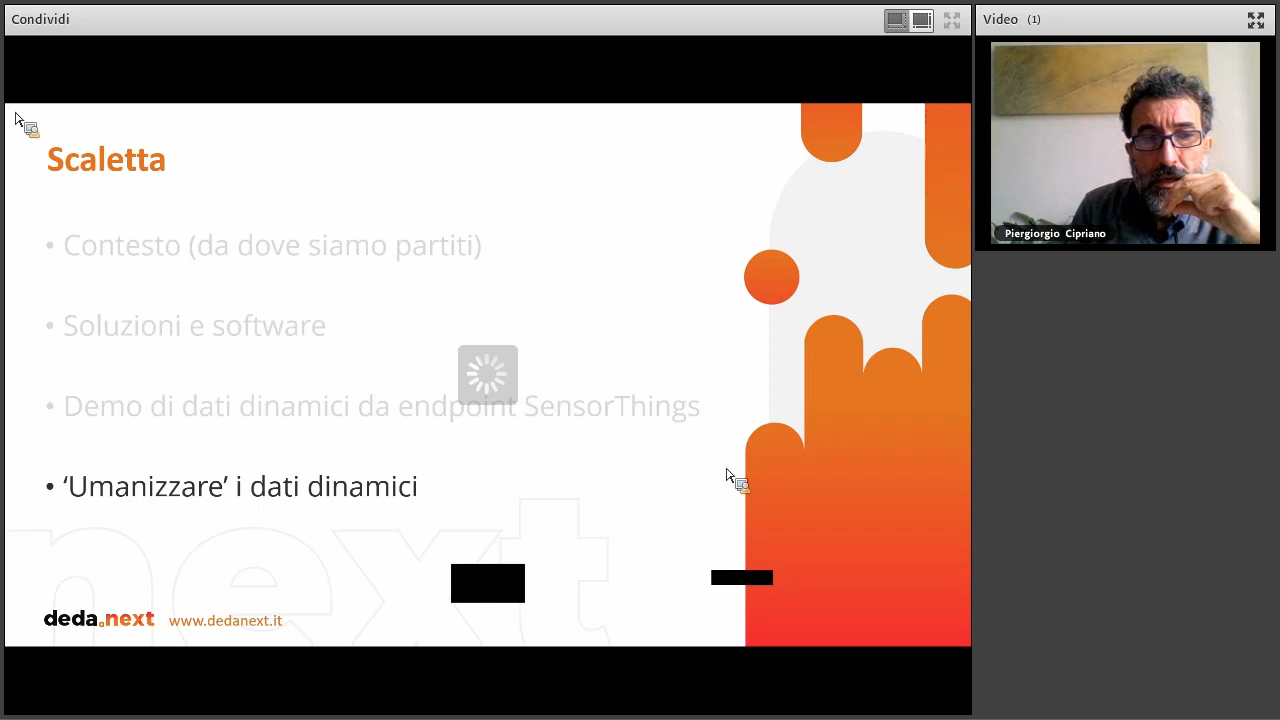 Condividi
Video (1)
Scaletta
• Contesto (da dove siamo partiti)
• Soluzioni e software
• Demo di dati dinamici da endpoint SensorThings
• ‘Umanizzare’ i dati dinamici
next
deda.next www.dedanext.it
Piergiorgio Cipriano